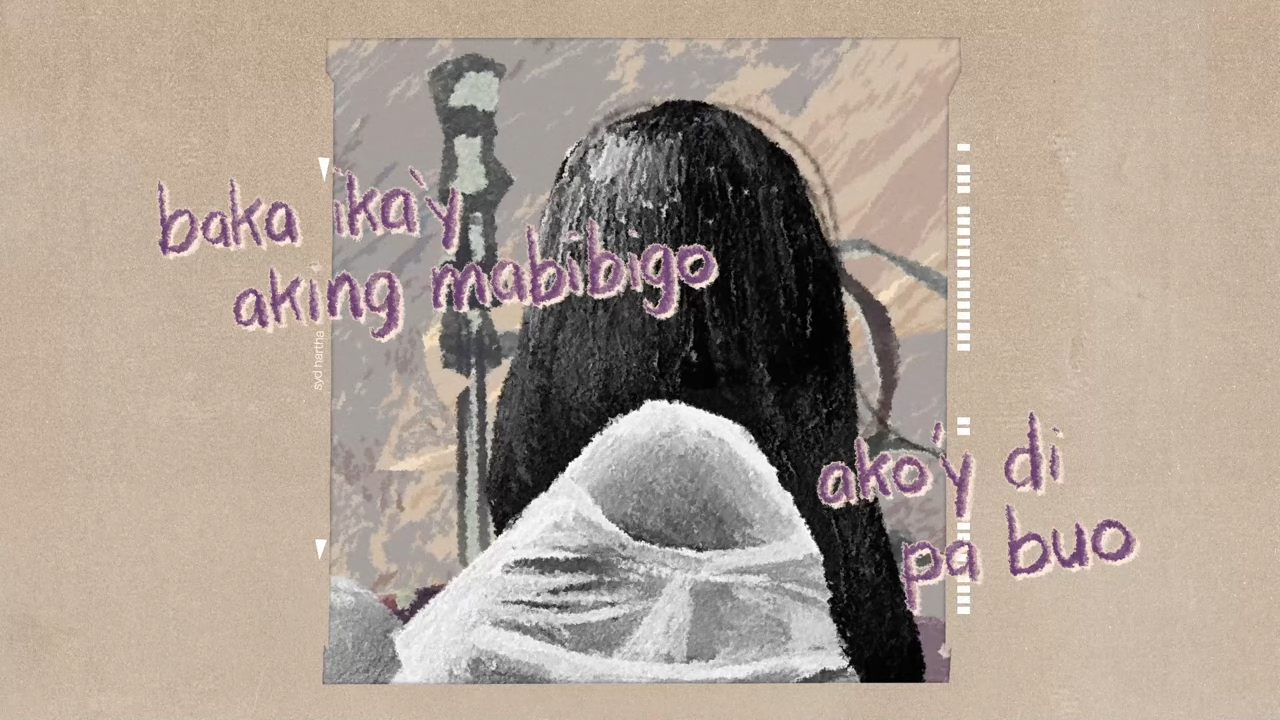 baka ika'y
aking mabibigo
syd hartha
ako'y di
pa buo